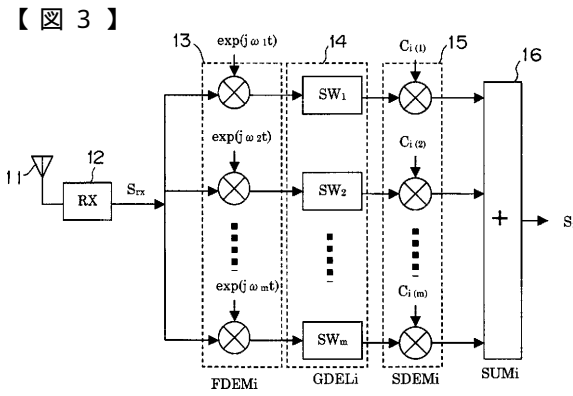 【図３】
13 exp(jω₁t) 14 15 16
Cᵢ₍₁₎
SW₁
12
11
exp(jω₂t)
Cᵢ₍₂₎
RX Sᵣₓ SW₂ + S
exp(jωₘt)
Cᵢ₍ₘ₎
SWₘ
FDEMi GDELi SDEMi SUMi